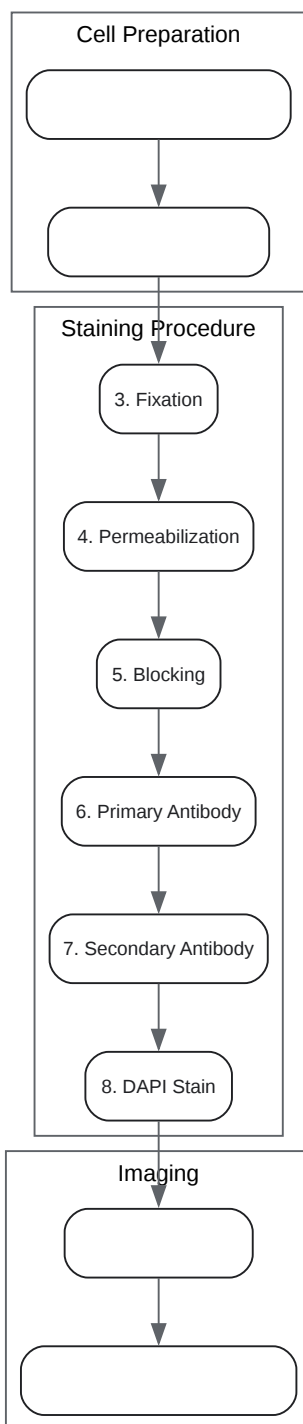 Cell Preparation
Staining Procedure
3. Fixation
4. Permeabilization
5. Blocking
6. Primary Antibody
7. Secondary Antibody
8. DAPI Stain
Imaging